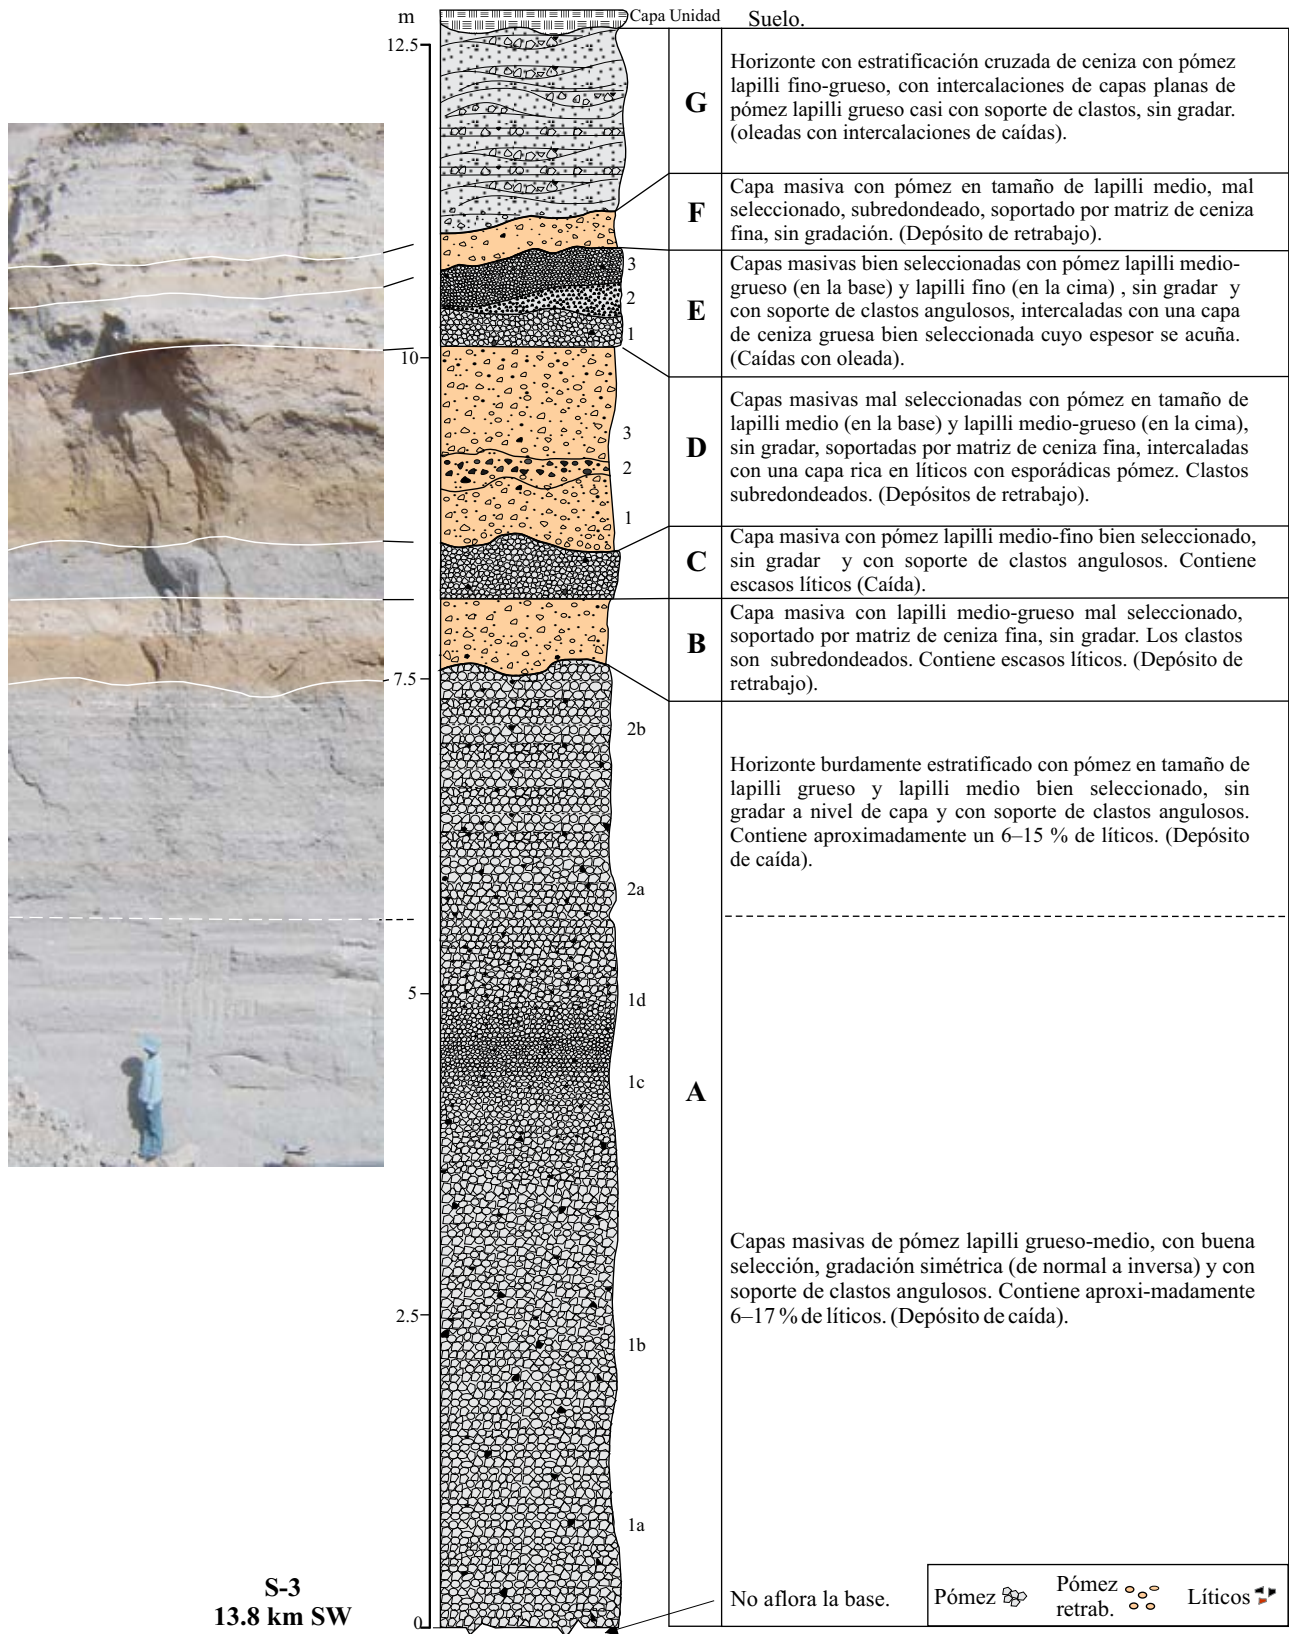 m
Capa Unidad
Suelo.
12.5
G
Horizonte con estratificación cruzada de ceniza con pómez
lapilli fino-grueso, con intercalaciones de capas planas de
pómez lapilli grueso casi con soporte de clastos, sin gradar.
(oleadas con intercalaciones de caídas).
F
Capa masiva con pómez en tamaño de lapilli medio, mal
seleccionado, subredondeado, soportado por matriz de ceniza
fina, sin gradación. (Depósito de retrabajo).
3
2
1
E
Capas masivas bien seleccionadas con pómez lapilli medio-
grueso (en la base) y lapilli fino (en la cima) , sin gradar y
con soporte de clastos angulosos, intercaladas con una capa
de ceniza gruesa bien seleccionada cuyo espesor se acuña.
(Caídas con oleada).
10
3
2
1
D
Capas masivas mal seleccionadas con pómez en tamaño de
lapilli medio (en la base) y lapilli medio-grueso (en la cima),
sin gradar, soportadas por matriz de ceniza fina, intercaladas
con una capa rica en líticos con esporádicas pómez. Clastos
subredondeados. (Depósitos de retrabajo).
C
Capa masiva con pómez lapilli medio-fino bien seleccionado,
sin gradar y con soporte de clastos angulosos. Contiene
escasos líticos (Caída).
B
Capa masiva con lapilli medio-grueso mal seleccionado,
soportado por matriz de ceniza fina, sin gradar. Los clastos
son subredondeados. Contiene escasos líticos. (Depósito de
retrabajo).
7.5
2b
Horizonte burdamente estratificado con pómez en tamaño de
lapilli grueso y lapilli medio bien seleccionado, sin
gradar a nivel de capa y con soporte de clastos angulosos.
Contiene aproximadamente un 6–15 % de líticos. (Depósito
de caída).
2a
5
1d
1c
A
Capas masivas de pómez lapilli grueso-medio, con buena
selección, gradación simétrica (de normal a inversa) y con
soporte de clastos angulosos. Contiene aproxi-madamente
6–17 % de líticos. (Depósito de caída).
2.5
1b
1a
S-3
13.8 km SW
0
No aflora la base.
Pómez
Pómez
retrab.
Líticos